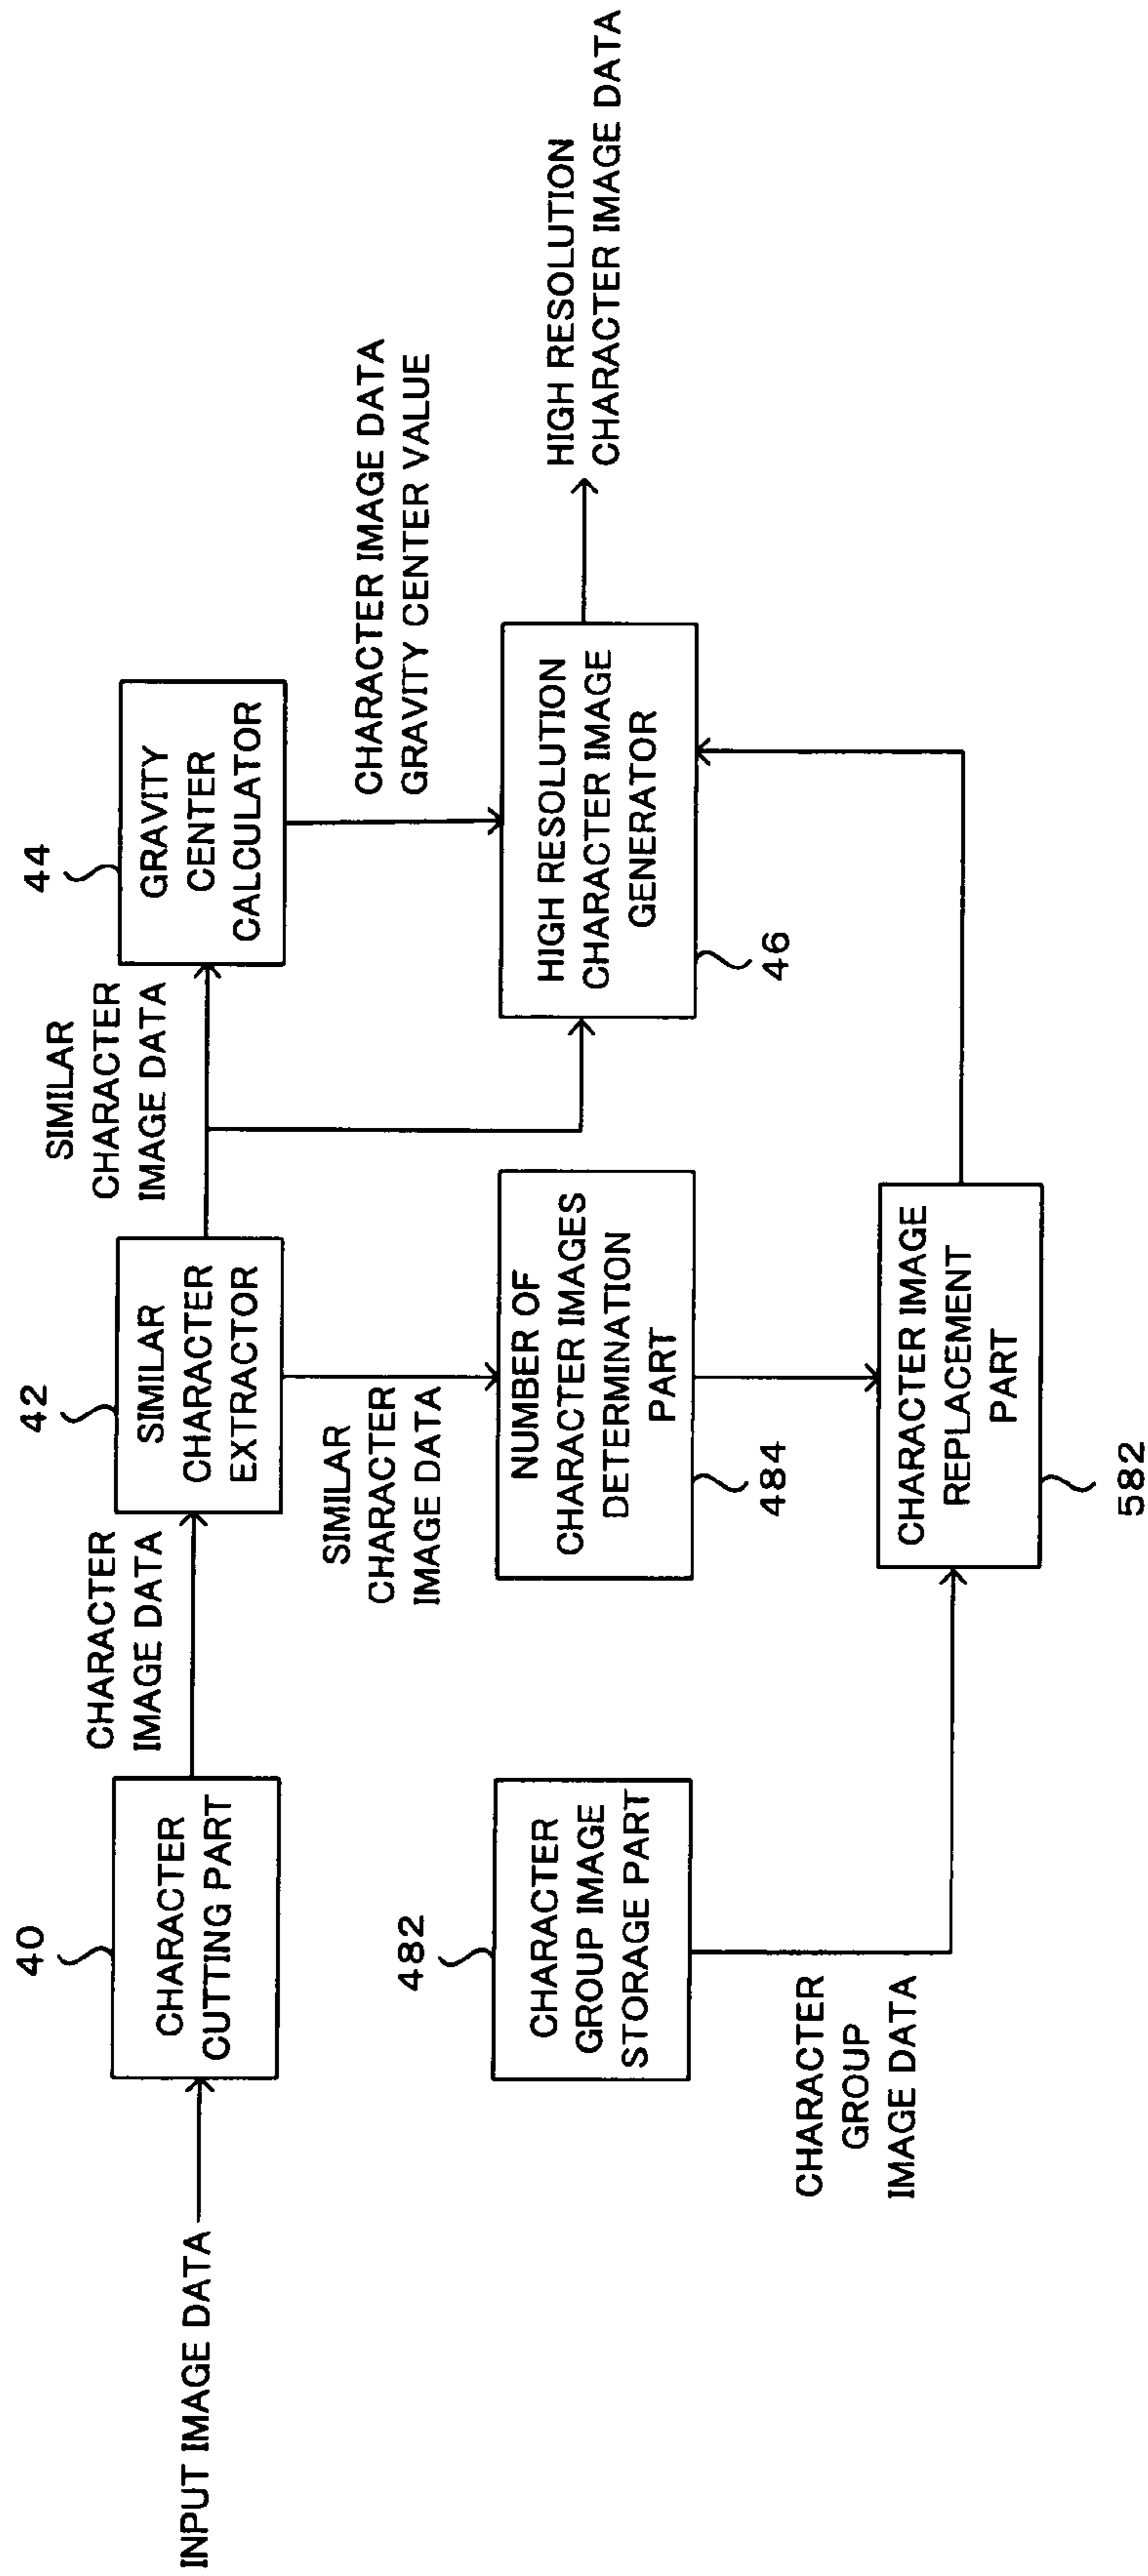 INPUT IMAGE DATA
40
CHARACTER
CUTTING PART
CHARACTER
IMAGE DATA
42
SIMILAR
CHARACTER
EXTRACTOR
SIMILAR
CHARACTER
IMAGE DATA
44
GRAVITY
CENTER
CALCULATOR
SIMILAR
CHARACTER
IMAGE DATA
CHARACTER IMAGE DATA
GRAVITY CENTER VALUE
482
CHARACTER
GROUP IMAGE
STORAGE PART
NUMBER OF
CHARACTER IMAGES
DETERMINATION
PART
484
HIGH RESOLUTION
CHARACTER IMAGE
GENERATOR
46
HIGH RESOLUTION
CHARACTER IMAGE DATA
CHARACTER
GROUP
IMAGE DATA
CHARACTER IMAGE
REPLACEMENT
PART
582